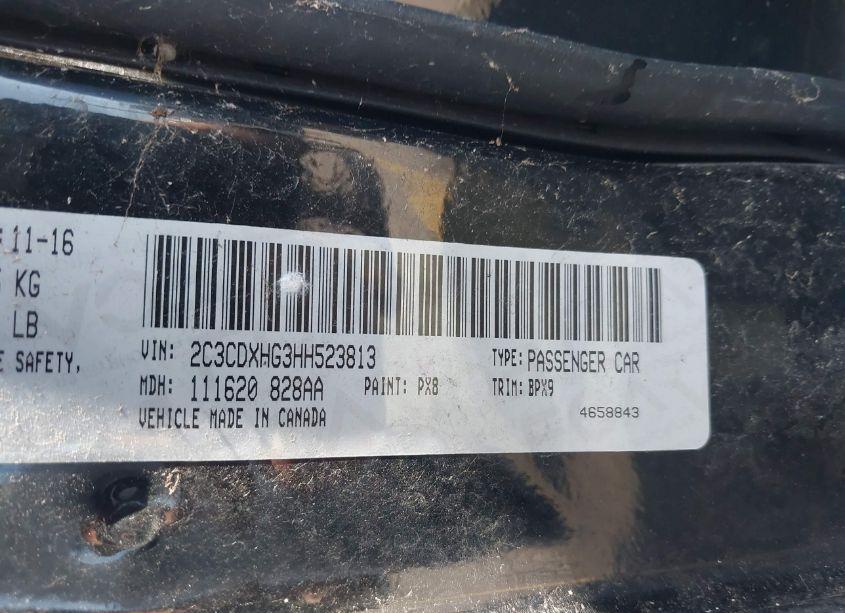 11-16
KG
LB
SAFETY,
VIN: 2C3CDXHG3HH523813
TYPE: PASSENGER CAR
MDH: 111620 828AA
PAINT: PX8
TRIM: BPX9
VEHICLE MADE IN CANADA
4658843